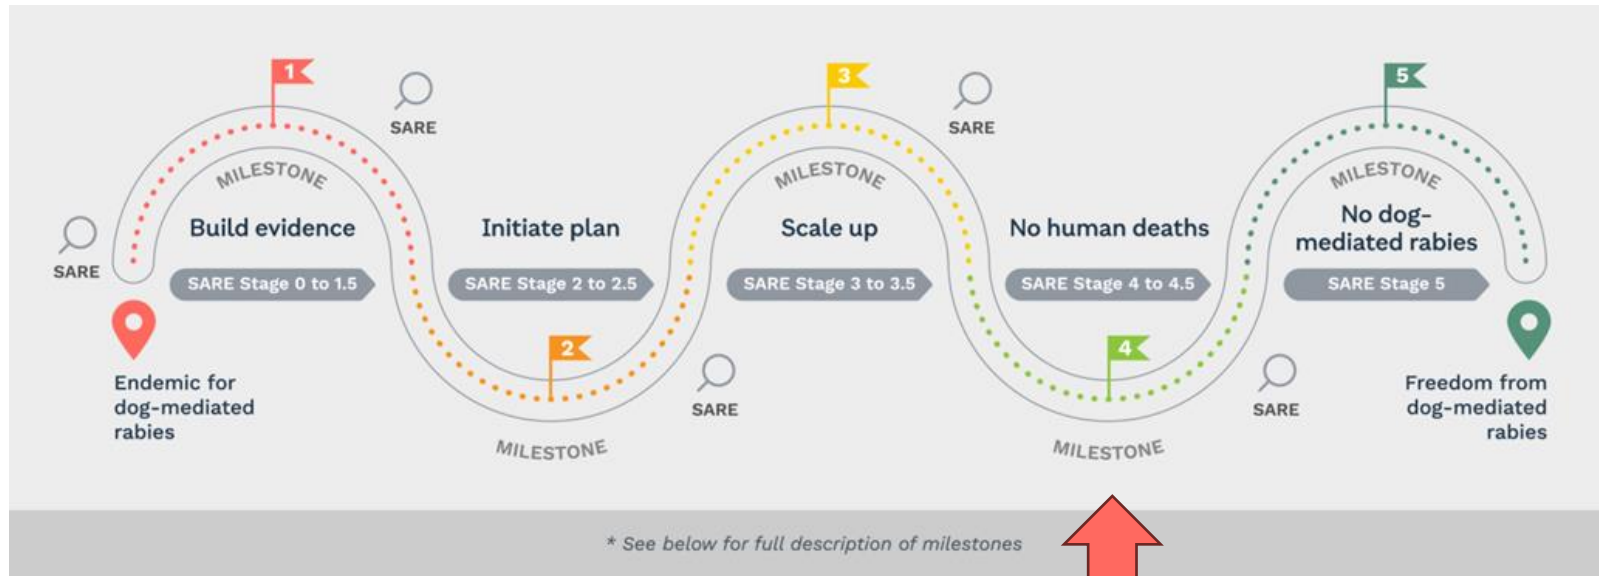 1
3
5
SARE
SARE
MILESTONE
MILESTONE
MILESTONE
Build evidence
Initiate plan
Scale up
No human deaths
No dog-
mediated rabies
SARE
SARE Stage 0 to 1.5
SARE Stage 2 to 2.5
SARE Stage 3 to 3.5
SARE Stage 4 to 4.5
SARE Stage 5
2
4
Endemic for
dog-mediated
rabies
SARE
SARE
Freedom from
dog-mediated
rabies
MILESTONE
MILESTONE
* See below for full description of milestones